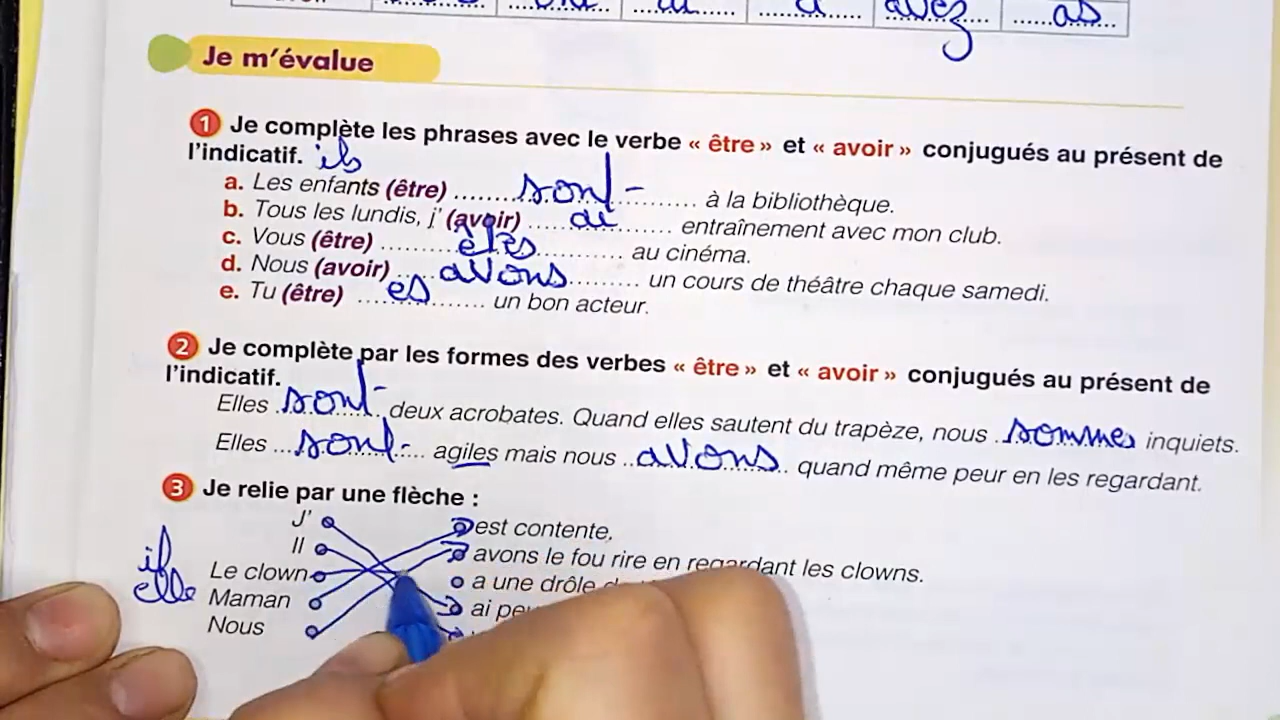 avez as
Je m'évalue
1 Je complète les phrases avec le verbe « être » et « avoir » conjugués au présent de
l'indicatif. ils
a. Les enfants (être) ..... sont ..... à la bibliothèque.
b. Tous les lundis, j' (avoir) ..... ai ..... entraînement avec mon club.
c. Vous (être) ..... êtes ..... au cinéma.
d. Nous (avoir) ..... avons ..... un cours de théâtre chaque samedi.
e. Tu (être) ..... es ..... un bon acteur.
2 Je complète par les formes des verbes « être » et « avoir » conjugués au présent de
l'indicatif.
Elles ... sont ... deux acrobates. Quand elles sautent du trapèze, nous ... sommes inquiets.
Elles ... sont ... agiles mais nous ... avons ... quand même peur en les regardant.
3 Je relie par une flèche :
J' est contente,
Il avons le fou rire en regardant les clowns.
il Le clown a une drôle
elle Maman ai
Nous